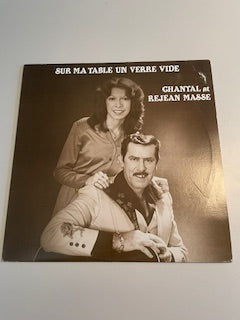 SUR MA TABLE UN VERRE VIDE
CHANTAL et
REJEAN MASSE